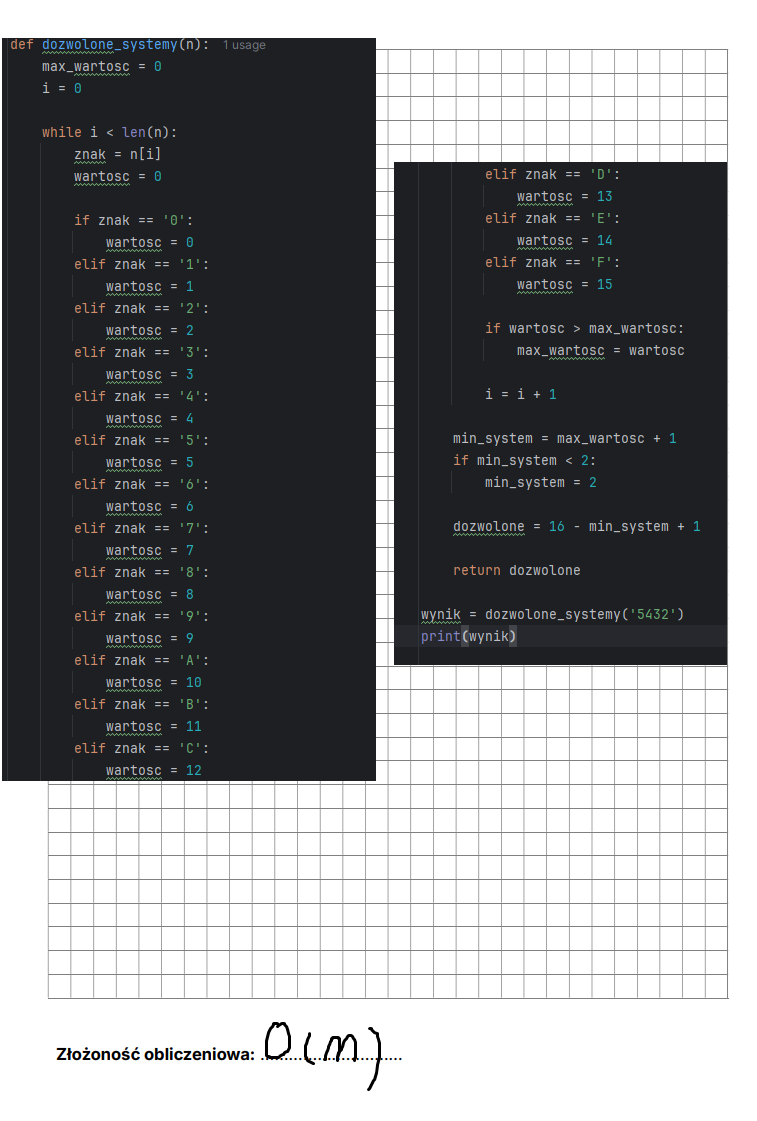 def dozwolone_systemy(n): 1 usage
max_wartosc = 0
i = 0
while i < len(n):
znak = n[i]
wartosc = 0
if znak == '0':
wartosc = 0
elif znak == '1':
wartosc = 1
elif znak == '2':
wartosc = 2
elif znak == '3':
wartosc = 3
elif znak == '4':
wartosc = 4
elif znak == '5':
wartosc = 5
elif znak == '6':
wartosc = 6
elif znak == '7':
wartosc = 7
elif znak == '8':
wartosc = 8
elif znak == '9':
wartosc = 9
elif znak == 'A':
wartosc = 10
elif znak == 'B':
wartosc = 11
elif znak == 'C':
wartosc = 12
elif znak == 'D':
wartosc = 13
elif znak == 'E':
wartosc = 14
elif znak == 'F':
wartosc = 15
if wartosc > max_wartosc:
max_wartosc = wartosc
i = i + 1
min_system = max_wartosc + 1
if min_system < 2:
min_system = 2
dozwolone = 16 - min_system + 1
return dozwolone
wynik = dozwolone_systemy('5432')
print(wynik)
Złożoność obliczeniowa: O(n)